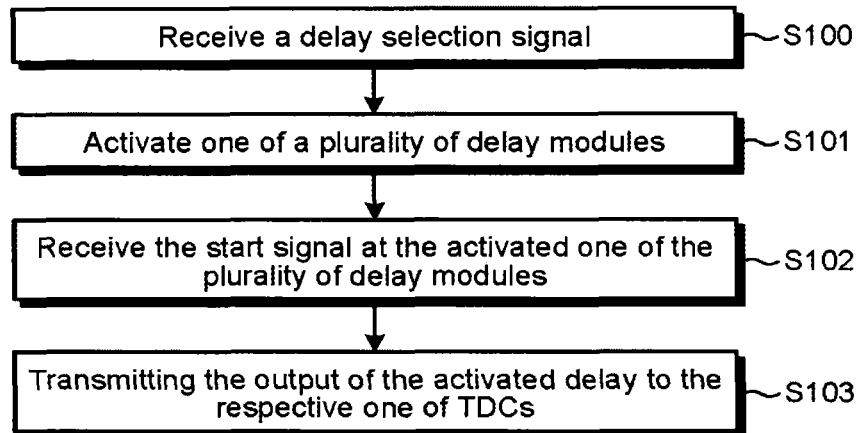 Receive a delay selection signal
S100
Activate one of a plurality of delay modules
S101
Receive the start signal at the activated one of the
plurality of delay modules
S102
Transmitting the output of the activated delay to the
respective one of TDCs
S103